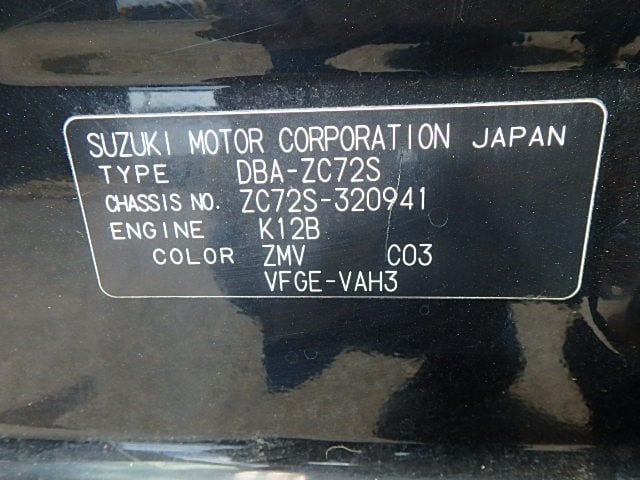 SUZUKI MOTOR CORPORATION JAPAN
TYPE DBA-ZC72S
CHASSIS NO. ZC72S-320941
ENGINE K12B
COLOR ZMV C03
VFGE-VAH3